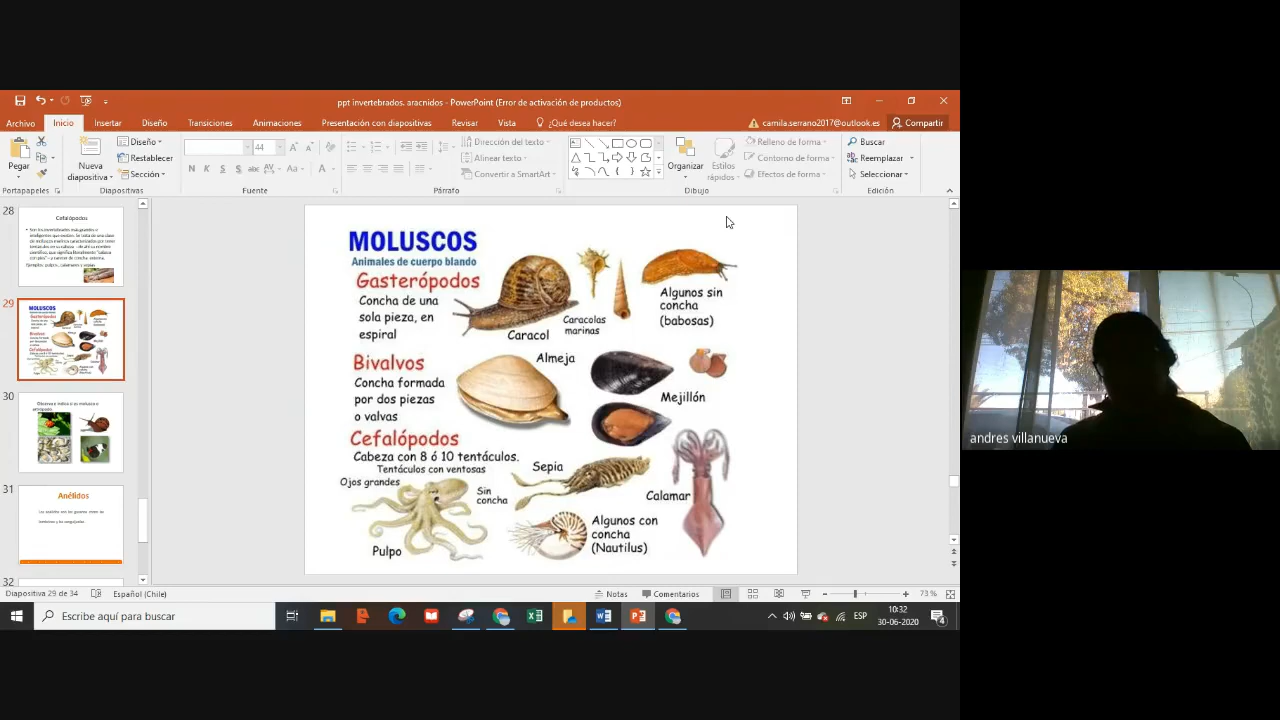 ppt invertebrados. aracnidos - PowerPoint (Error de activación de productos)
Archivo Inicio Insertar Diseño Transiciones Animaciones Presentación con diapositivas Revisar Vista ¿Qué desea hacer? camila.serrano2017@outlook.es Compartir
Pegar
Nueva diapositiva
Diseño
Restablecer
Sección
44
N K S abc AV Aa A
Dirección del texto
Alinear texto
Convertir a SmartArt
Organizar
Estilos rápidos
Relleno de forma
Contorno de forma
Efectos de forma
Buscar
Reemplazar
Seleccionar
Portapapeles Diapositivas Fuente Párrafo Dibujo Edición
28
Cefalópodos
29
30
31
Anélidos
32
MOLUSCOS
Animales de cuerpo blando
Gasterópodos
Concha de una
sola pieza, en
espiral
Caracol
Caracolas
marinas
Algunos sin
concha
(babosas)
Bivalvos
Concha formada
por dos piezas
o valvas
Almeja
Mejillón
Cefalópodos
Cabeza con 8 ó 10 tentáculos.
Tentáculos con ventosas
Ojos grandes
Sin
concha
Pulpo
Sepia
Calamar
Algunos con
concha
(Nautilus)
andres villanueva
Diapositiva 29 de 34 Español (Chile) Notas Comentarios 73 %
Escribe aquí para buscar
ESP
10:32
30-06-2020
4